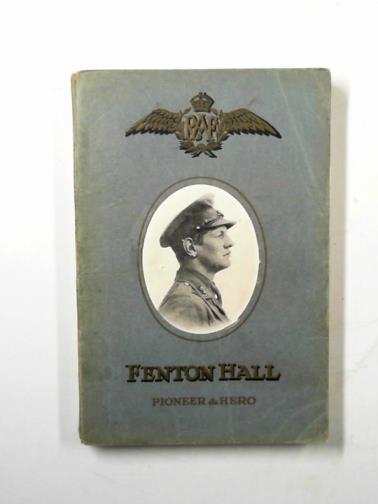 RAF
FENTON HALL
PIONEER & HERO